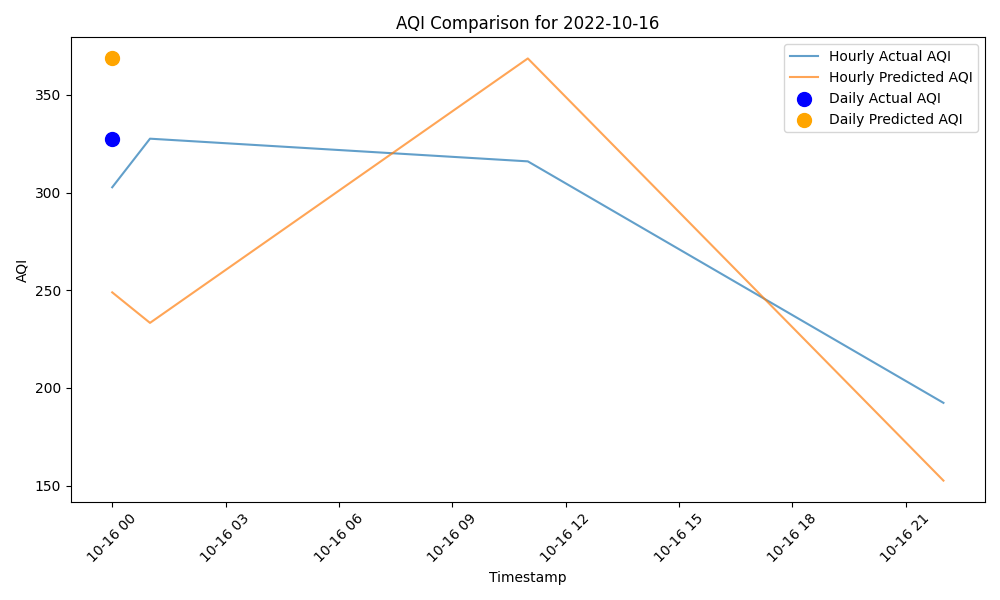 AQI Comparison for 2022-10-16
Hourly Actual AQI
Hourly Predicted AQI
Daily Actual AQI
Daily Predicted AQI
AQI
350
300
250
200
150
10-16 00
10-16 03
10-16 06
10-16 09
10-16 12
10-16 15
10-16 18
10-16 21
Timestamp